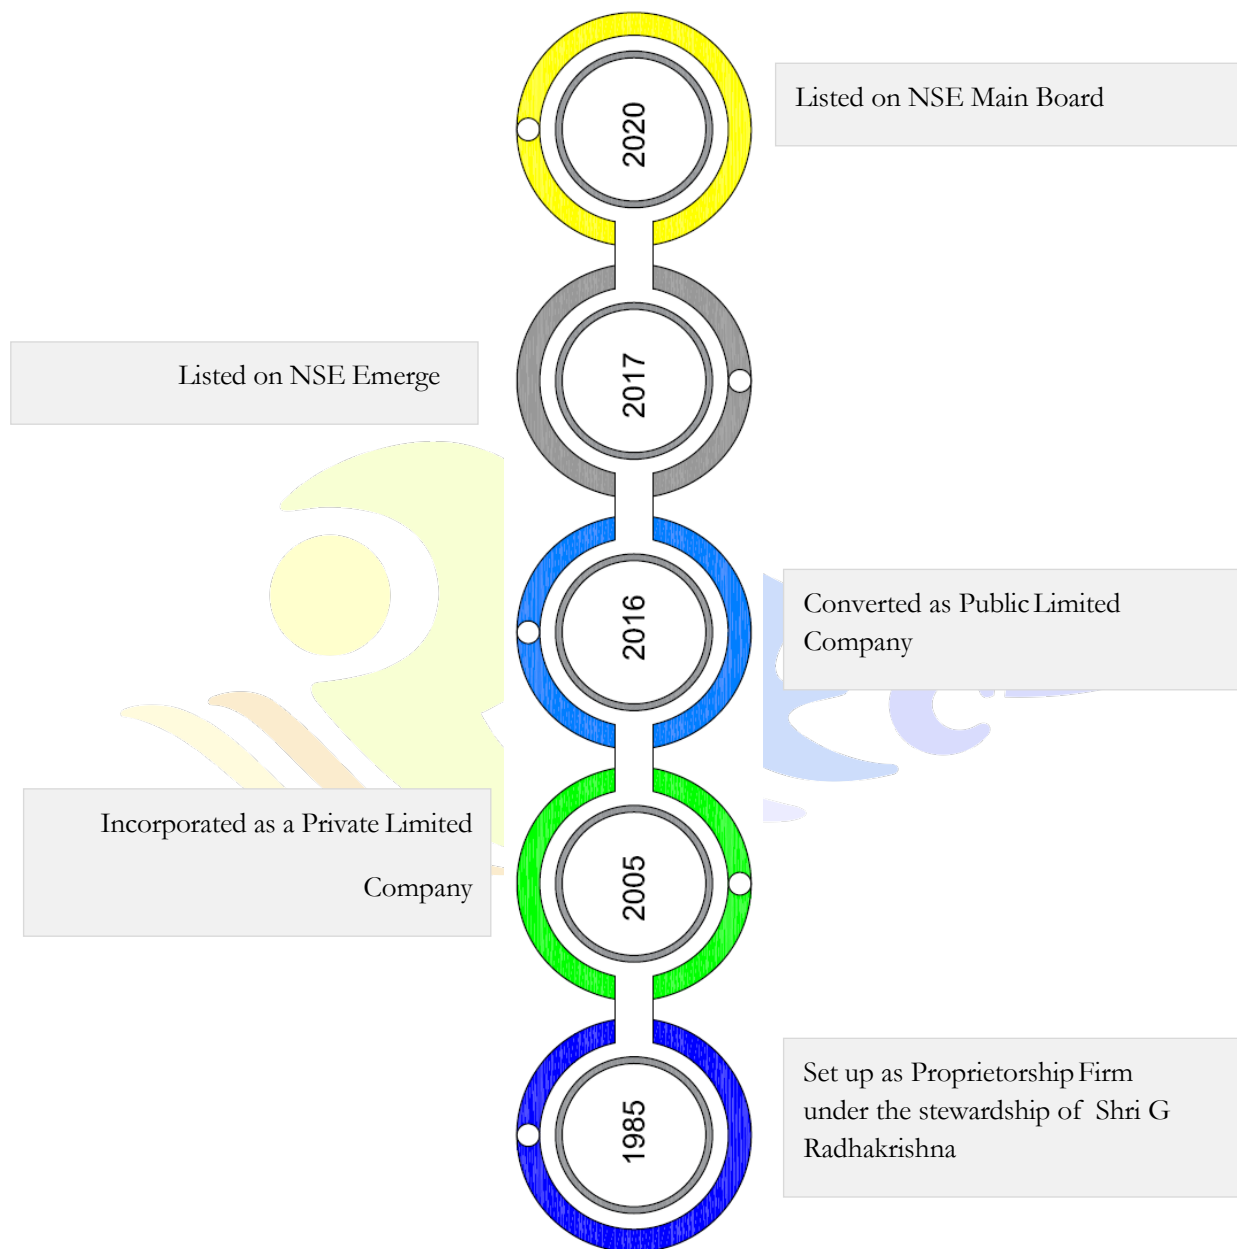 2020
Listed on NSE Main Board
2017
Listed on NSE Emerge
2016
Converted as Public Limited
Company
2005
Incorporated as a Private Limited
Company
1985
Set up as Proprietorship Firm
under the stewardship of Shri G
Radhakrishna